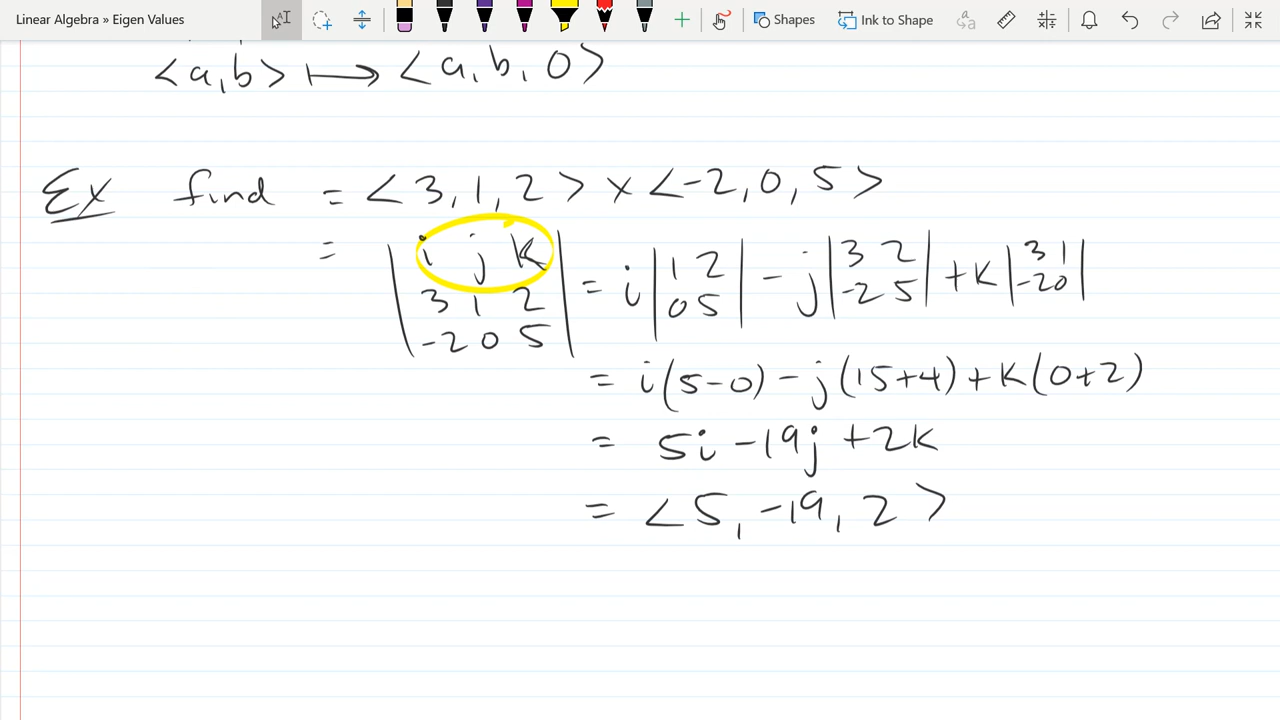 Linear Algebra » Eigen Values
Shapes
Ink to Shape
<a,b> ↦ <a, b, 0>
Ex find = <3, 1, 2> × <-2, 0, 5>
= | i j k | = i | 1 2 | - j | 3 2 | + k | 3 1 |
| 3 1 2 | | 0 5 | | -2 5 | | -2 0 |
| -2 0 5 |
= i(5-0) - j(15+4) + k(0+2)
= 5i -19j +2k
= <5, -19, 2>